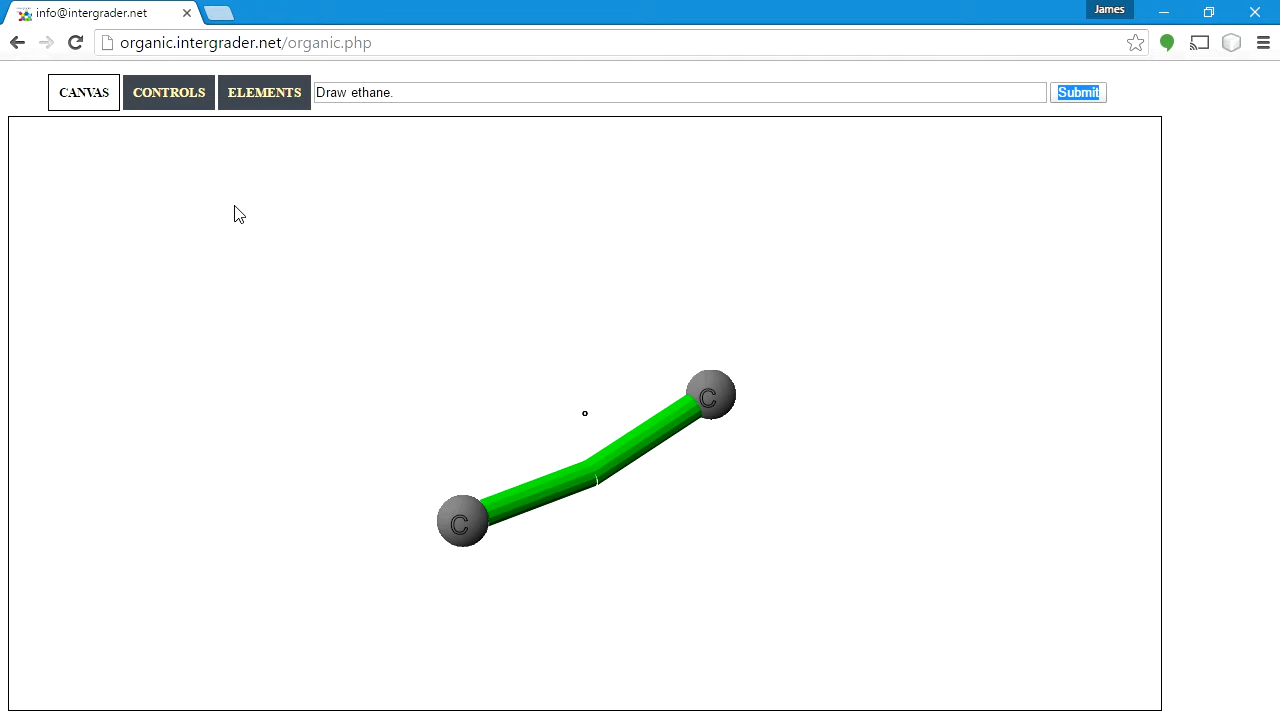 info@intergrader.net
James
organic.intergrader.net/organic.php
CANVAS CONTROLS ELEMENTS Draw ethane. Submit
C
o
C